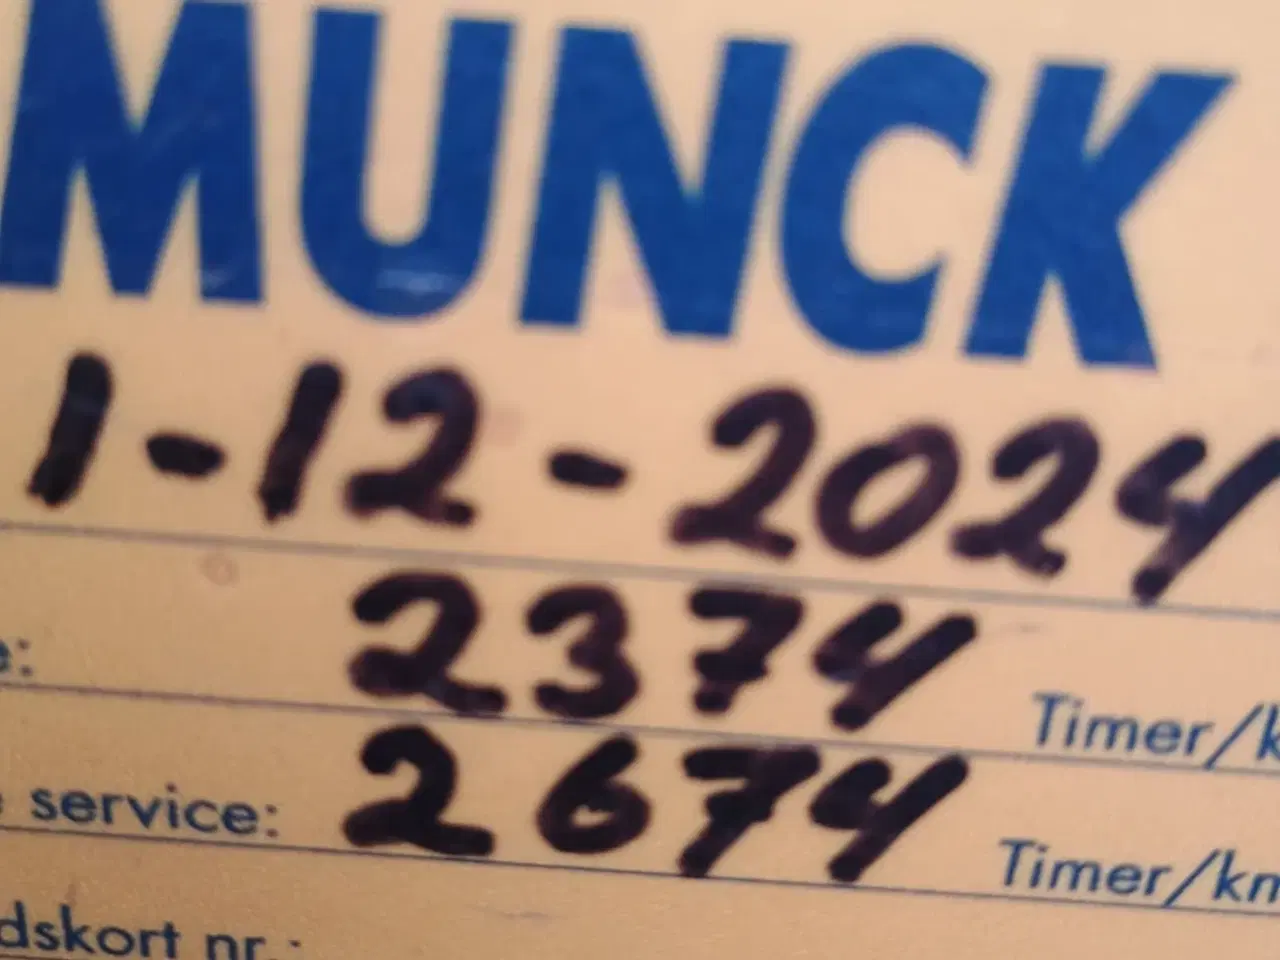 MUNCK
1-12-2024
e: 2374 Timer/k
e service: 2674 Timer/km
dskort nr.: